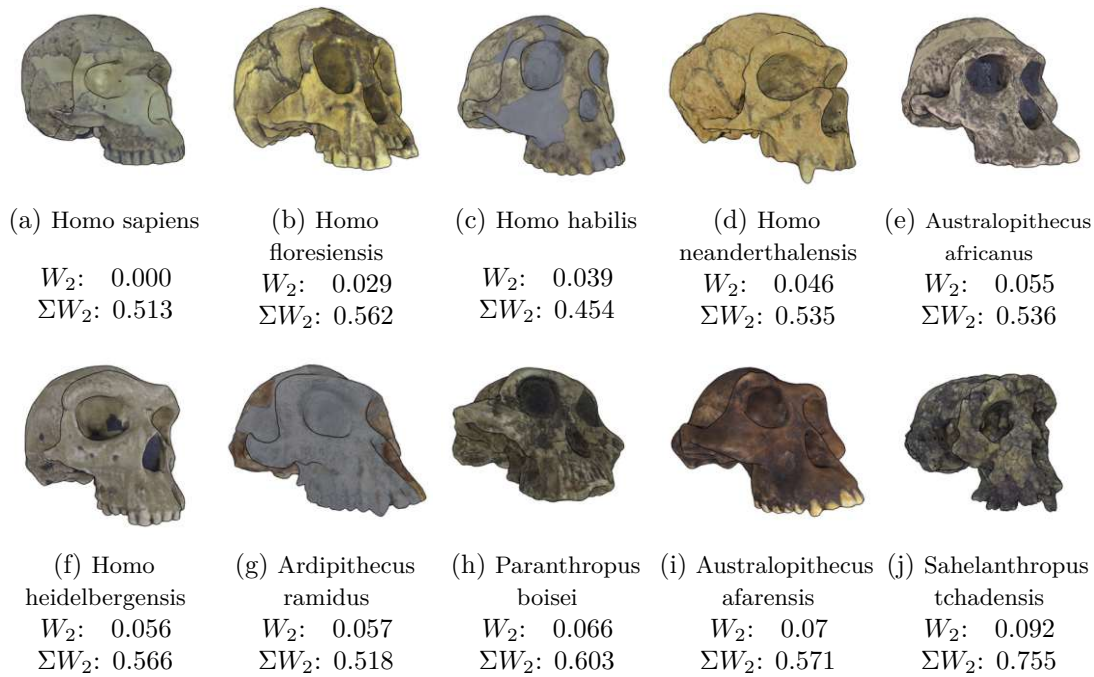 (a) Homo sapiens
W₂: 0.000
ΣW₂: 0.513
(b) Homo
floresiensis
W₂: 0.029
ΣW₂: 0.562
(c) Homo habilis
W₂: 0.039
ΣW₂: 0.454
(d) Homo
neanderthalensis
W₂: 0.046
ΣW₂: 0.535
(e) Australopithecus
africanus
W₂: 0.055
ΣW₂: 0.536
(f) Homo
heidelbergensis
W₂: 0.056
ΣW₂: 0.566
(g) Ardipithecus
ramidus
W₂: 0.057
ΣW₂: 0.518
(h) Paranthropus
boisei
W₂: 0.066
ΣW₂: 0.603
(i) Australopithecus
afarensis
W₂: 0.07
ΣW₂: 0.571
(j) Sahelanthropus
tchadensis
W₂: 0.092
ΣW₂: 0.755